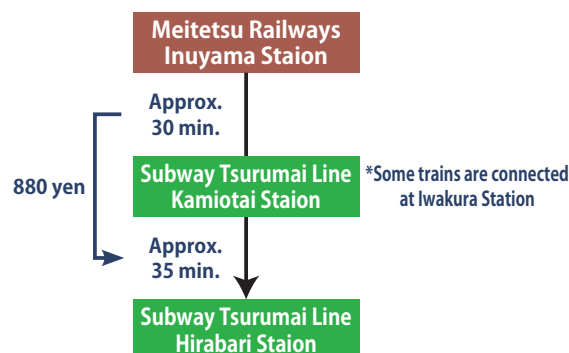 Meitetsu Railways
Inuyama Staion
Approx.
30 min.
880 yen
Subway Tsurumai Line
Kamiotai Staion
*Some trains are connected
at Iwakura Station
Approx.
35 min.
Subway Tsurumai Line
Hirabari Staion